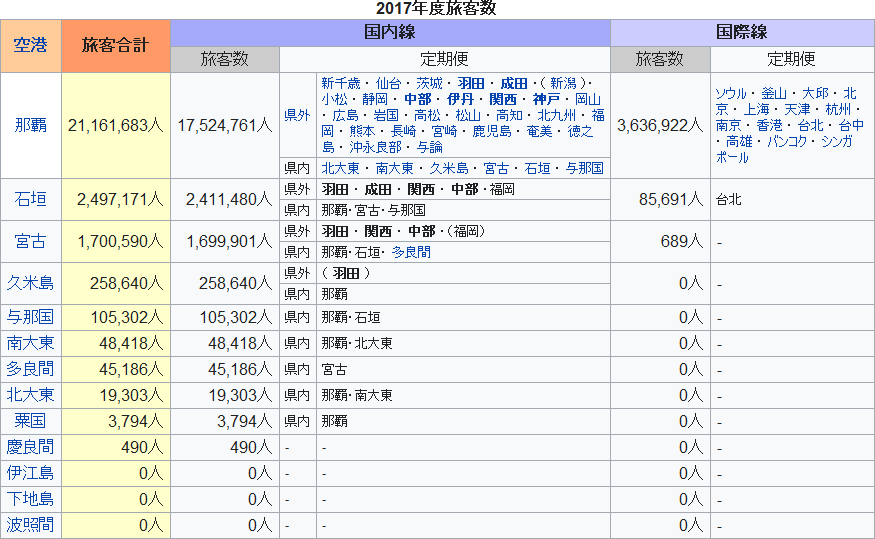 2017年度旅客数
空港 旅客合計 国内線 国際線
旅客数 定期便 旅客数 定期便
那覇 21,161,683人 17,524,761人 県外 新千歳・仙台・茨城・羽田・成田・(新潟)・
小松・静岡・中部・伊丹・関西・神戸・岡山
・広島・岩国・高松・松山・高知・北九州・福
岡・熊本・長崎・宮崎・鹿児島・奄美・徳之
島・沖永良部・与論
県内 北大東・南大東・久米島・宮古・石垣・与那国
3,636,922人 ソウル・釜山・大邱・北
京・上海・天津・杭州・
南京・香港・台北・台中
・高雄・バンコク・シンガ
ポール
石垣 2,497,171人 2,411,480人 県外 羽田・成田・関西・中部・福岡
県内 那覇・宮古・与那国
85,691人 台北
宮古 1,700,590人 1,699,901人 県外 羽田・関西・中部・(福岡)
県内 那覇・石垣・多良間
689人 -
久米島 258,640人 258,640人 県外 (羽田)
県内 那覇
0人 -
与那国 105,302人 105,302人 県内 那覇・石垣 0人 -
南大東 48,418人 48,418人 県内 那覇・北大東 0人 -
多良間 45,186人 45,186人 県内 宮古 0人 -
北大東 19,303人 19,303人 県内 那覇・南大東 0人 -
粟国 3,794人 3,794人 県内 那覇 0人 -
慶良間 490人 490人 - - 0人 -
伊江島 0人 0人 - - 0人 -
下地島 0人 0人 - - 0人 -
波照間 0人 0人 - - 0人 -